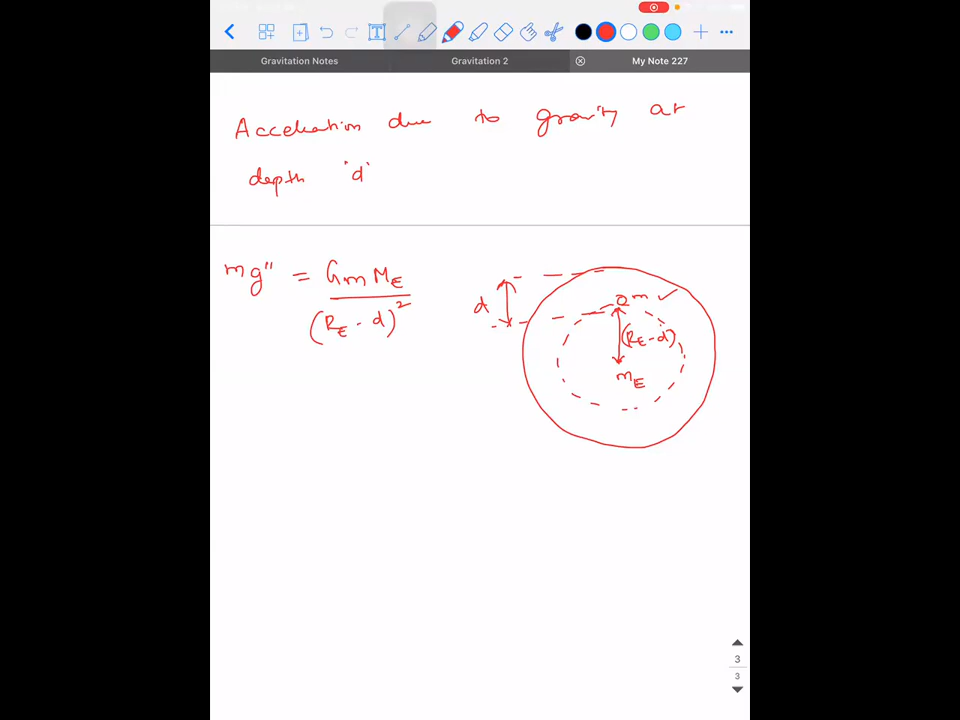 Gravitation Notes
Gravitation 2
My Note 227
Acceleration due to gravity at
depth 'd'
mg" = GmM_E
(R_E - d)^2
d
m ✓
(R_E-d)
m_E
3
3